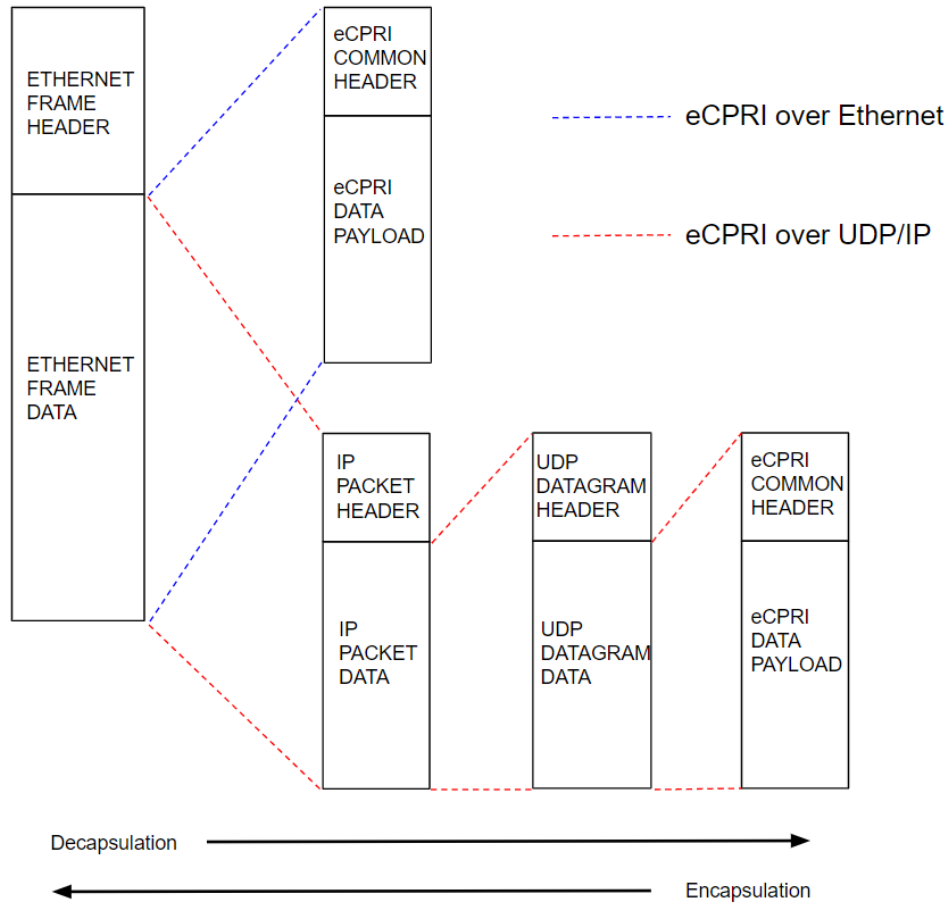 ETHERNET
FRAME
HEADER
ETHERNET
FRAME
DATA
eCPRI
COMMON
HEADER
eCPRI
DATA
PAYLOAD
eCPRI over Ethernet
eCPRI over UDP/IP
IP
PACKET
HEADER
IP
PACKET
DATA
UDP
DATAGRAM
HEADER
UDP
DATAGRAM
DATA
eCPRI
COMMON
HEADER
eCPRI
DATA
PAYLOAD
Decapsulation
Encapsulation